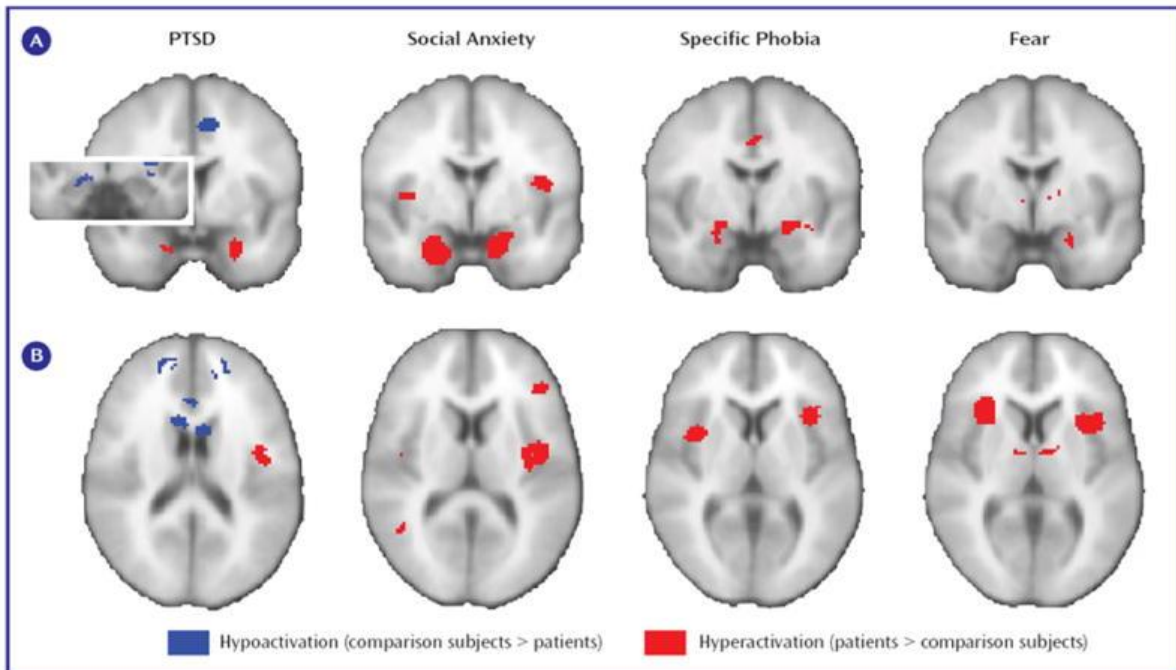 A
PTSD
Social Anxiety
Specific Phobia
Fear
B
Hypoactivation (comparison subjects > patients)
Hyperactivation (patients > comparison subjects)